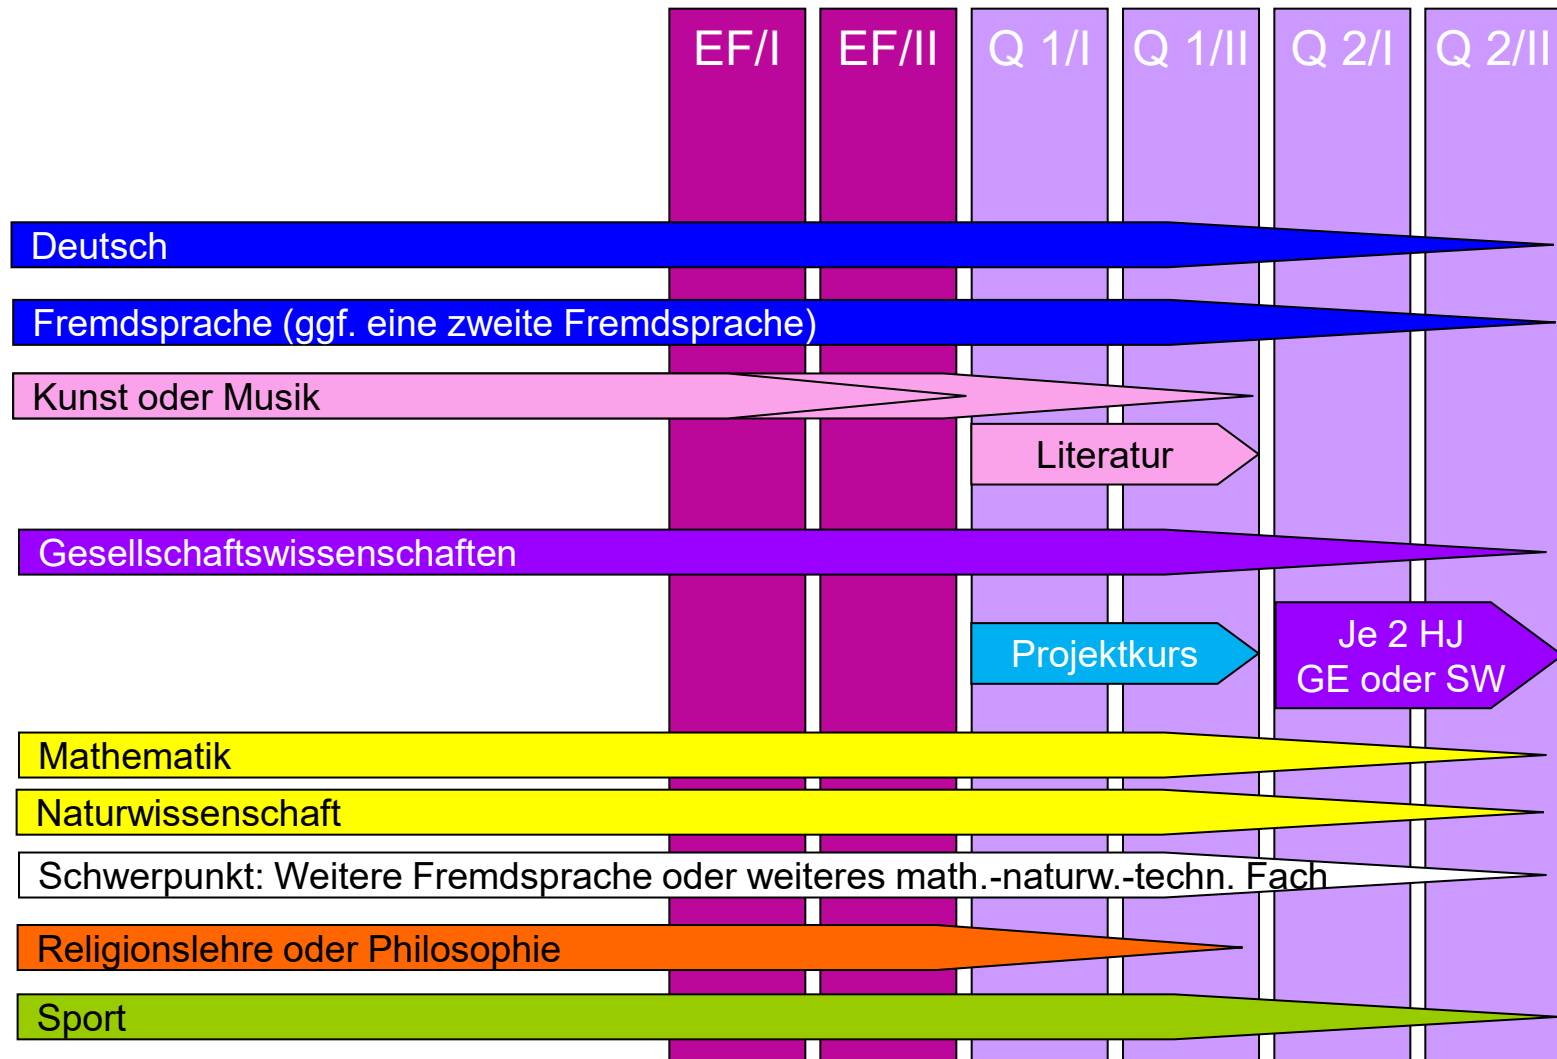 EF/I EF/II Q 1/I Q 1/II Q 2/I Q 2/II
Deutsch
Fremdsprache (ggf. eine zweite Fremdsprache)
Kunst oder Musik
Literatur
Gesellschaftswissenschaften
Projektkurs
Je 2 HJ
GE oder SW
Mathematik
Naturwissenschaft
Schwerpunkt: Weitere Fremdsprache oder weiteres math.-naturw.-techn. Fach
Religionslehre oder Philosophie
Sport